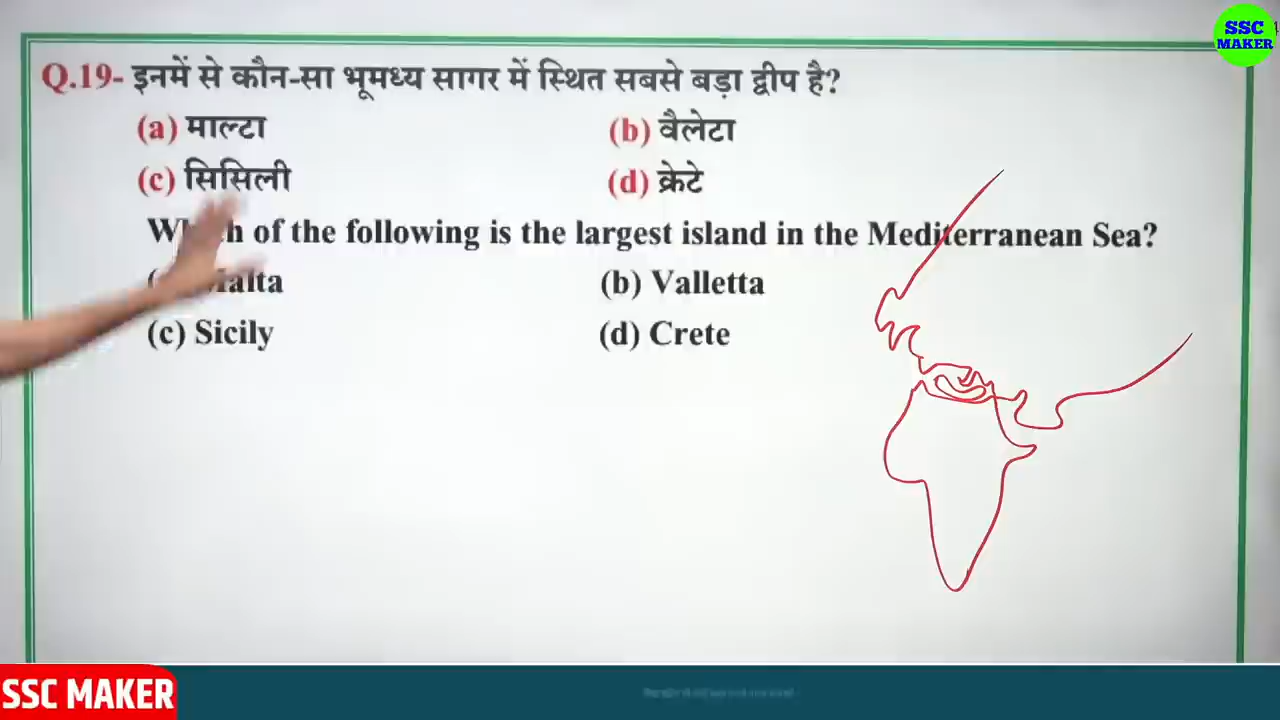 SSC
MAKER
Q.19- इनमें से कौन-सा भूमध्य सागर में स्थित सबसे बड़ा द्वीप है?
(a) माल्टा (b) वैलेटा
(c) सिसिली (d) क्रेटे
of the following is the largest island in the Mediterranean Sea?
(b) Valletta
(c) Sicily (d) Crete
SSC MAKER